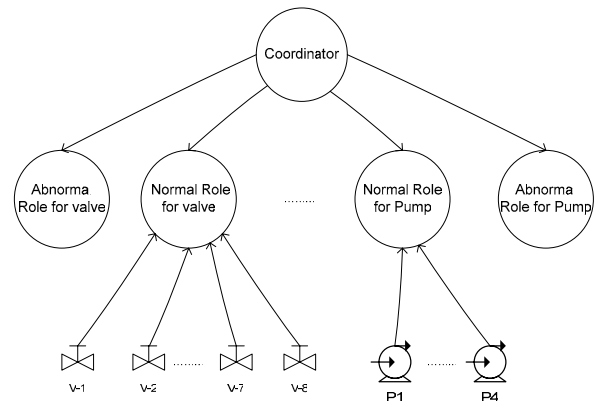 Coordinator
Abnorma
Role for valve
Normal Role
for valve
.........
Normal Role
for Pump
Abnorma
Role for Pump
V-1
V-2
.........
V-7
V-8
P1
.........
P4